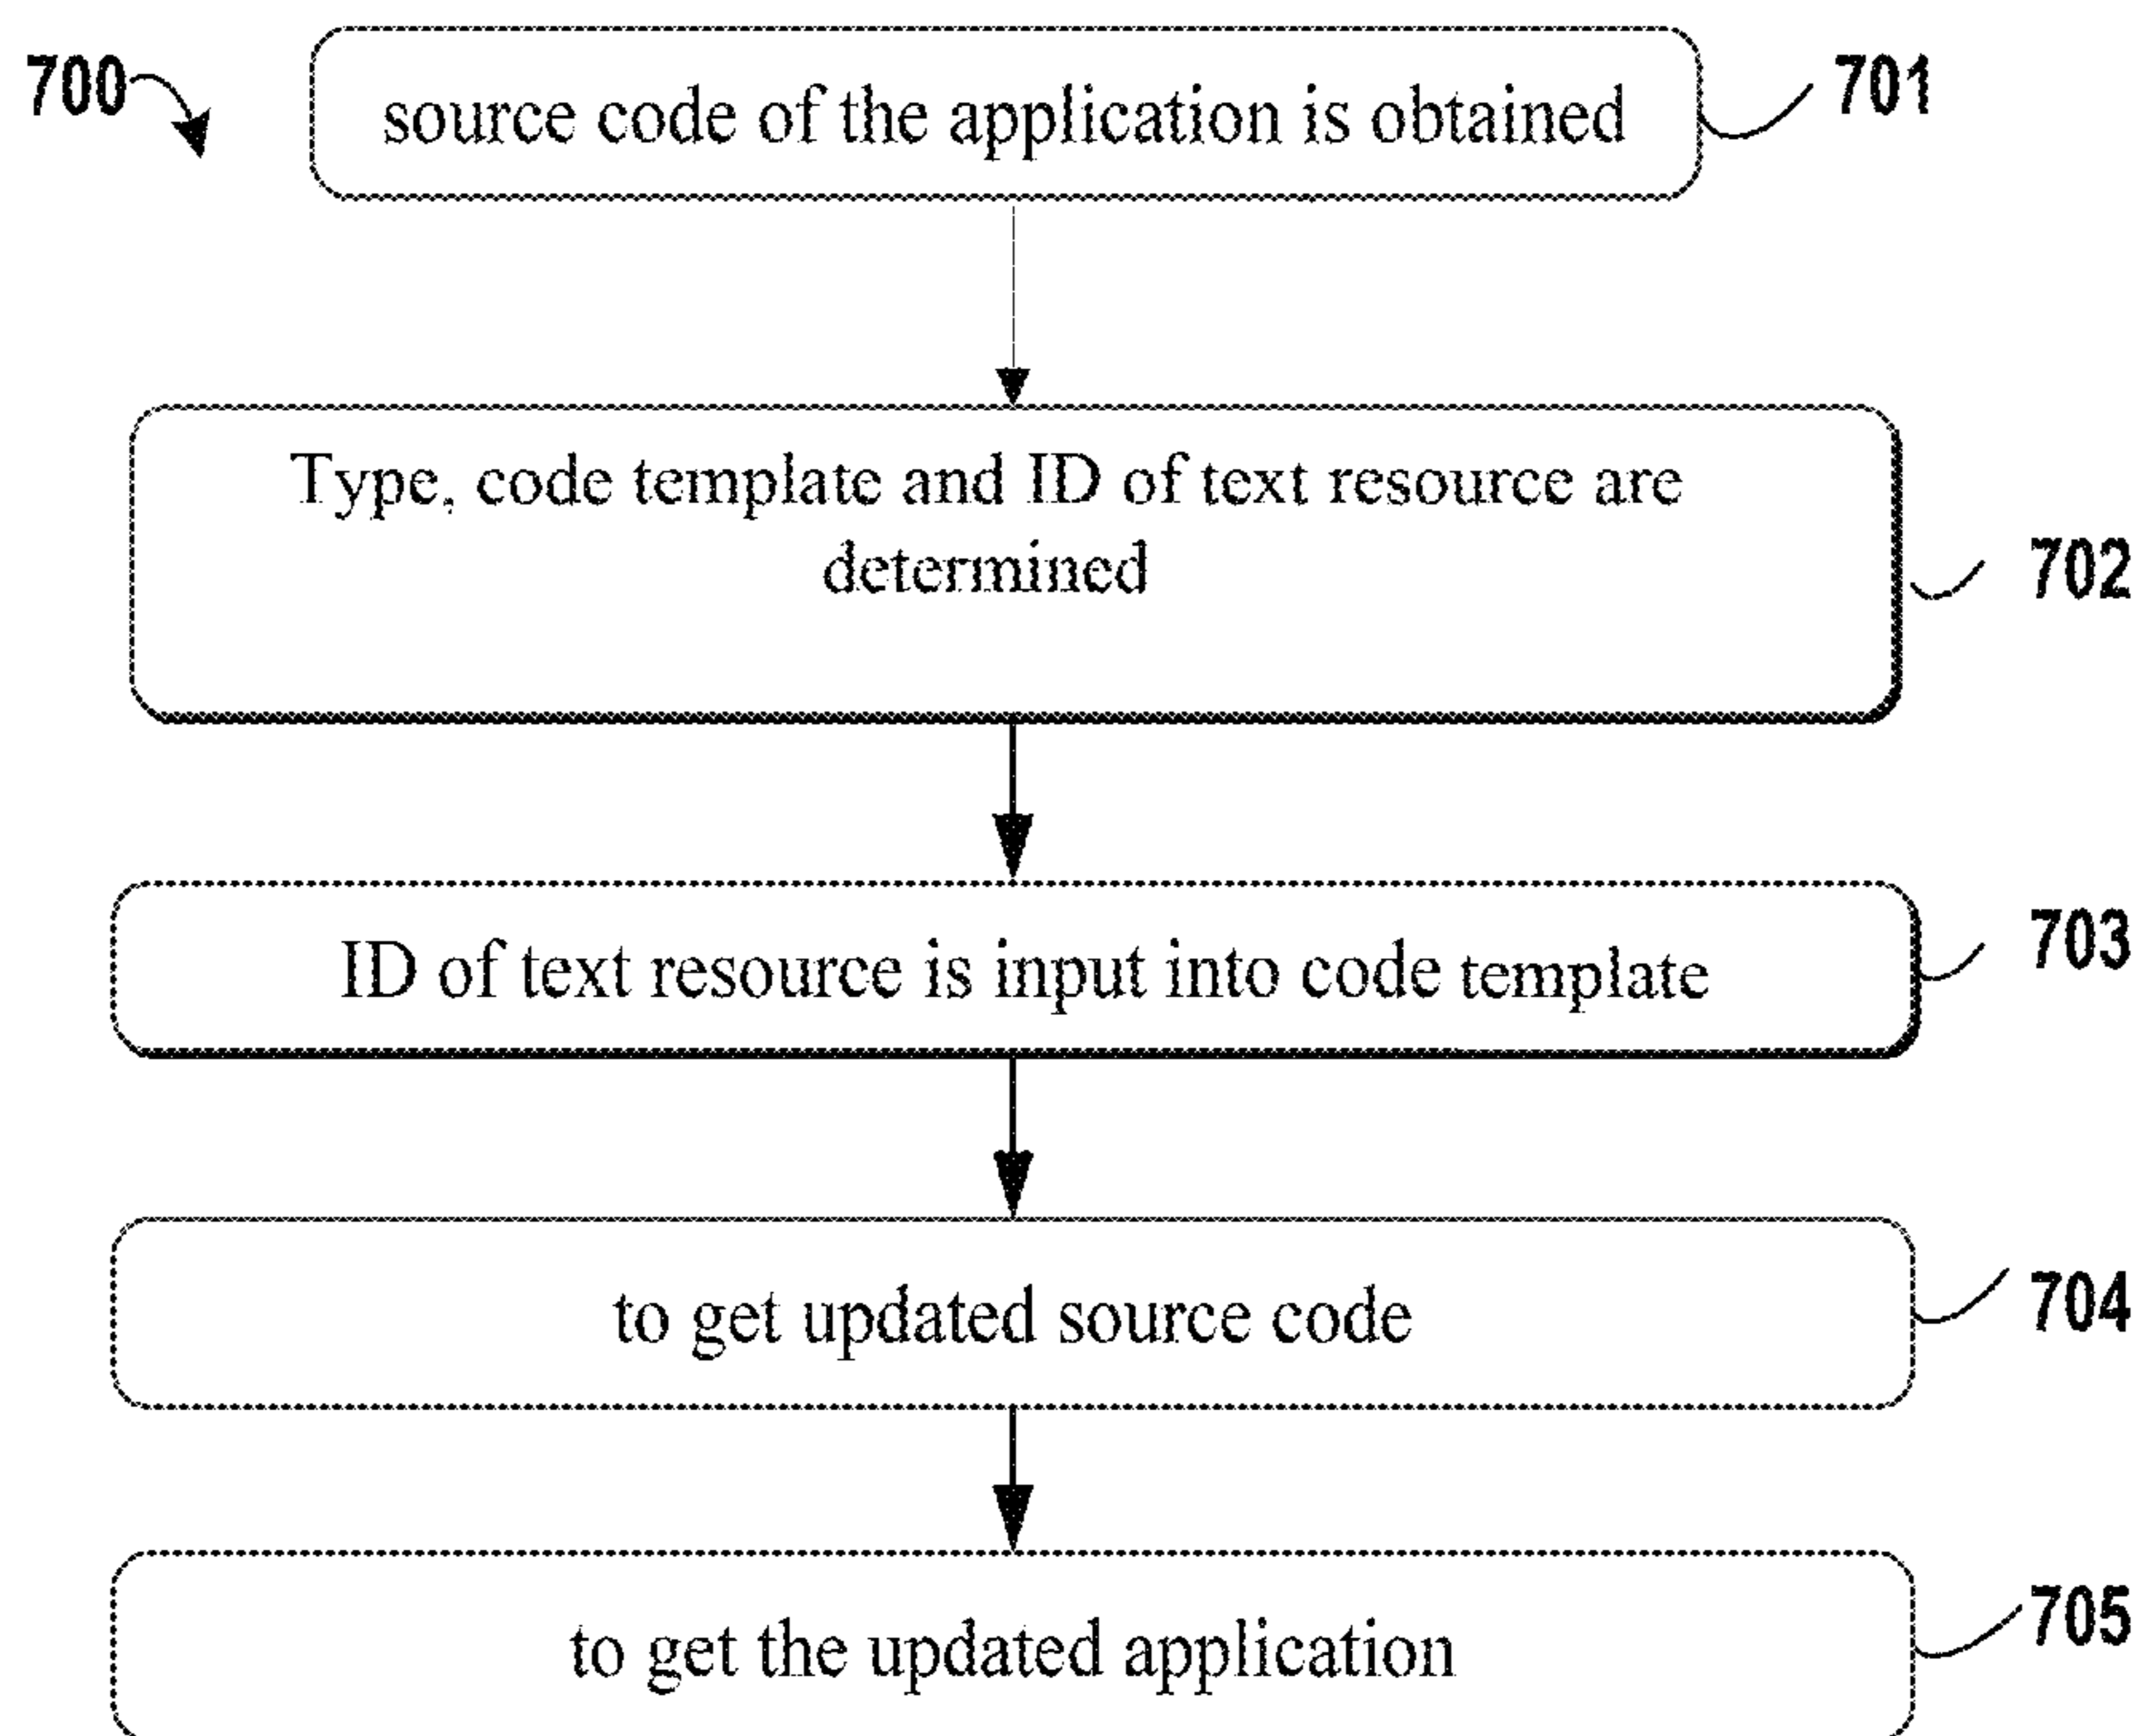 700
source code of the application is obtained
701
Type, code template and ID of text resource are
determined
702
ID of text resource is input into code template
703
to get updated source code
704
to get the updated application
705